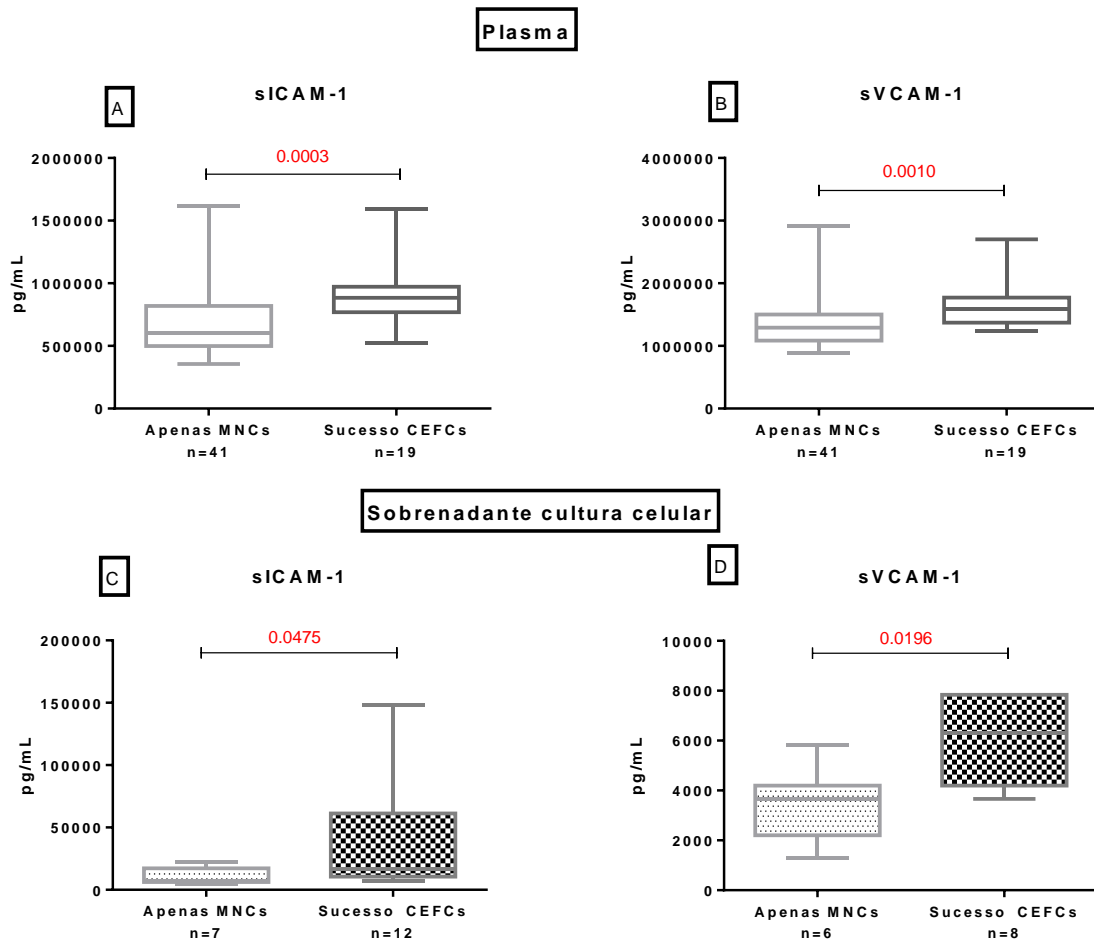 Plasma
A
sICAM-1
0.0003
2000000
1500000
1000000
500000
0
pg/mL
Apenas MNCs
n=41
Sucesso CEFCs
n=19
B
sVCAM-1
0.0010
4000000
3000000
2000000
1000000
0
pg/mL
Apenas MNCs
n=41
Sucesso CEFCs
n=19
Sobrenadante cultura celular
C
sICAM-1
0.0475
200000
150000
100000
50000
0
pg/mL
Apenas MNCs
n=7
Sucesso CEFCs
n=12
D
sVCAM-1
0.0196
10000
8000
6000
4000
2000
0
pg/mL
Apenas MNCs
n=6
Sucesso CEFCs
n=8